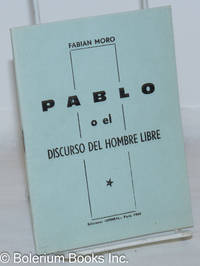 FABIAN MORO
PABLO
o el
DISCURSO DEL HOMBRE LIBRE
© Bolerium Books Inc.